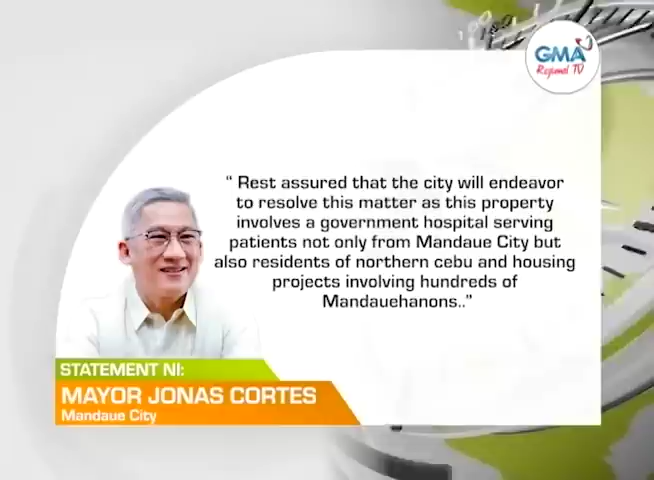 GMA
Regional TV
“ Rest assured that the city will endeavor
to resolve this matter as this property
involves a government hospital serving
patients not only from Mandaue City but
also residents of northern cebu and housing
projects involving hundreds of
Mandauehanons..”
STATEMENT NI:
MAYOR JONAS CORTES
Mandaue City